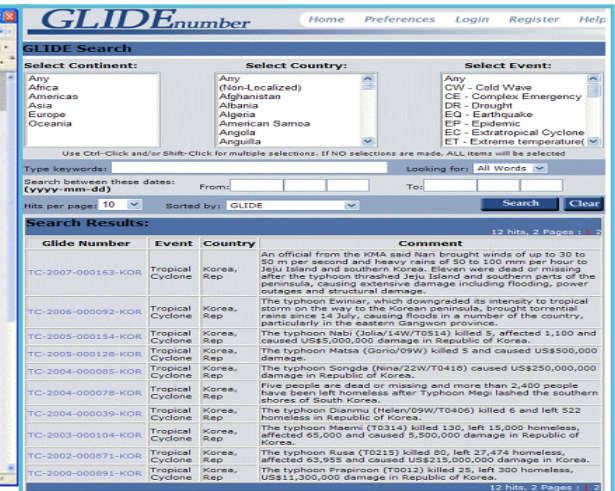 GLIDEnumber
Home Preferences Login Register Help
GLIDE Search
Select Continent: Select Country: Select Event:
Any Any Any
Africa (Non-Localized) CW - Cold Wave
Americas Afghanistan CE - Complex Emergency
Asia Albania DR - Drought
Europe Algeria EQ - Earthquake
Oceania American Samoa EP - Epidemic
Angola EC - Extratropical Cyclone
Anguilla ET - Extreme temperature(
Use Ctrl-Click and/or Shift-Click for multiple selections. If NO selections are made, ALL items will be selected
Type keywords: Looking for: All Words
Search between these dates:
(yyyy-mm-dd) From: To:
Hits per page: 10 Sorted by: GLIDE Search Clear
Search Results:
12 hits, 2 Pages : 1 2
Glide Number Event Country Comment
TC-2007-000163-KOR Tropical Cyclone Korea, Rep An official from the KMA said Nari brought winds of up to 30 to
50 m per second and heavy rains of 50 to 100 mm per hour to
Jeju Island and southern Korea. Eleven were dead or missing
after the typhoon thrashed Jeju Island and southern parts of the
peninsula, causing extensive damage including flooding, power
outages and structural damage.
TC-2006-000092-KOR Tropical Cyclone Korea, Rep The typhoon Ewiniar, which downgraded its intensity to tropical
storm on the way to the Korean peninsula, brought torrential
rains since 14 July, causing floods in a number of the country,
particularly in the eastern Gangwon province.
TC-2005-000154-KOR Tropical Cyclone Korea, Rep The typhoon Nabi (Jolia/14W/T0514) killed 5, affected 1,100 and
caused US$5,000,000 damage in Republic of Korea.
TC-2005-000128-KOR Tropical Cyclone Korea, Rep The typhoon Matsa (Gorio/09W) killed 5 and caused US$500,000
damage.
TC-2004-000085-KOR Tropical Cyclone Korea, Rep The typhoon Songda (Nina/22W/T0418) caused US$250,000,000
damage in Republic of Korea.
TC-2004-000078-KOR Tropical Cyclone Korea, Rep Five people are dead or missing and more than 2,400 people
have been left homeless after Typhoon Megi lashed the southern
shores of South Korea.
TC-2004-000039-KOR Tropical Cyclone Korea, Rep The typhoon Dianmu (Helen/09W/T0406) killed 6 and left 522
homeless in Republic of Korea.
TC-2003-000104-KOR Tropical Cyclone Korea, Rep The typhoon Maemi (T0314) killed 130, left 15,000 homeless,
affected 65,000 and caused 5,500,000 damage in Republic of
Korea.
TC-2002-000871-KOR Tropical Cyclone Korea, Rep The typhoon Rusa (T0215) killed 80, left 27,474 homeless,
affected 63,955 and caused US$215,000,000 damage in
Republic of Korea.
TC-2000-000891-KOR Tropical Cyclone Korea, Rep The typhoon Prapiroon (T0012) killed 25, left 300 homeless,
US$11,300,000 damage in Republic of Korea.
12 hits, 2 Pages : 1 2